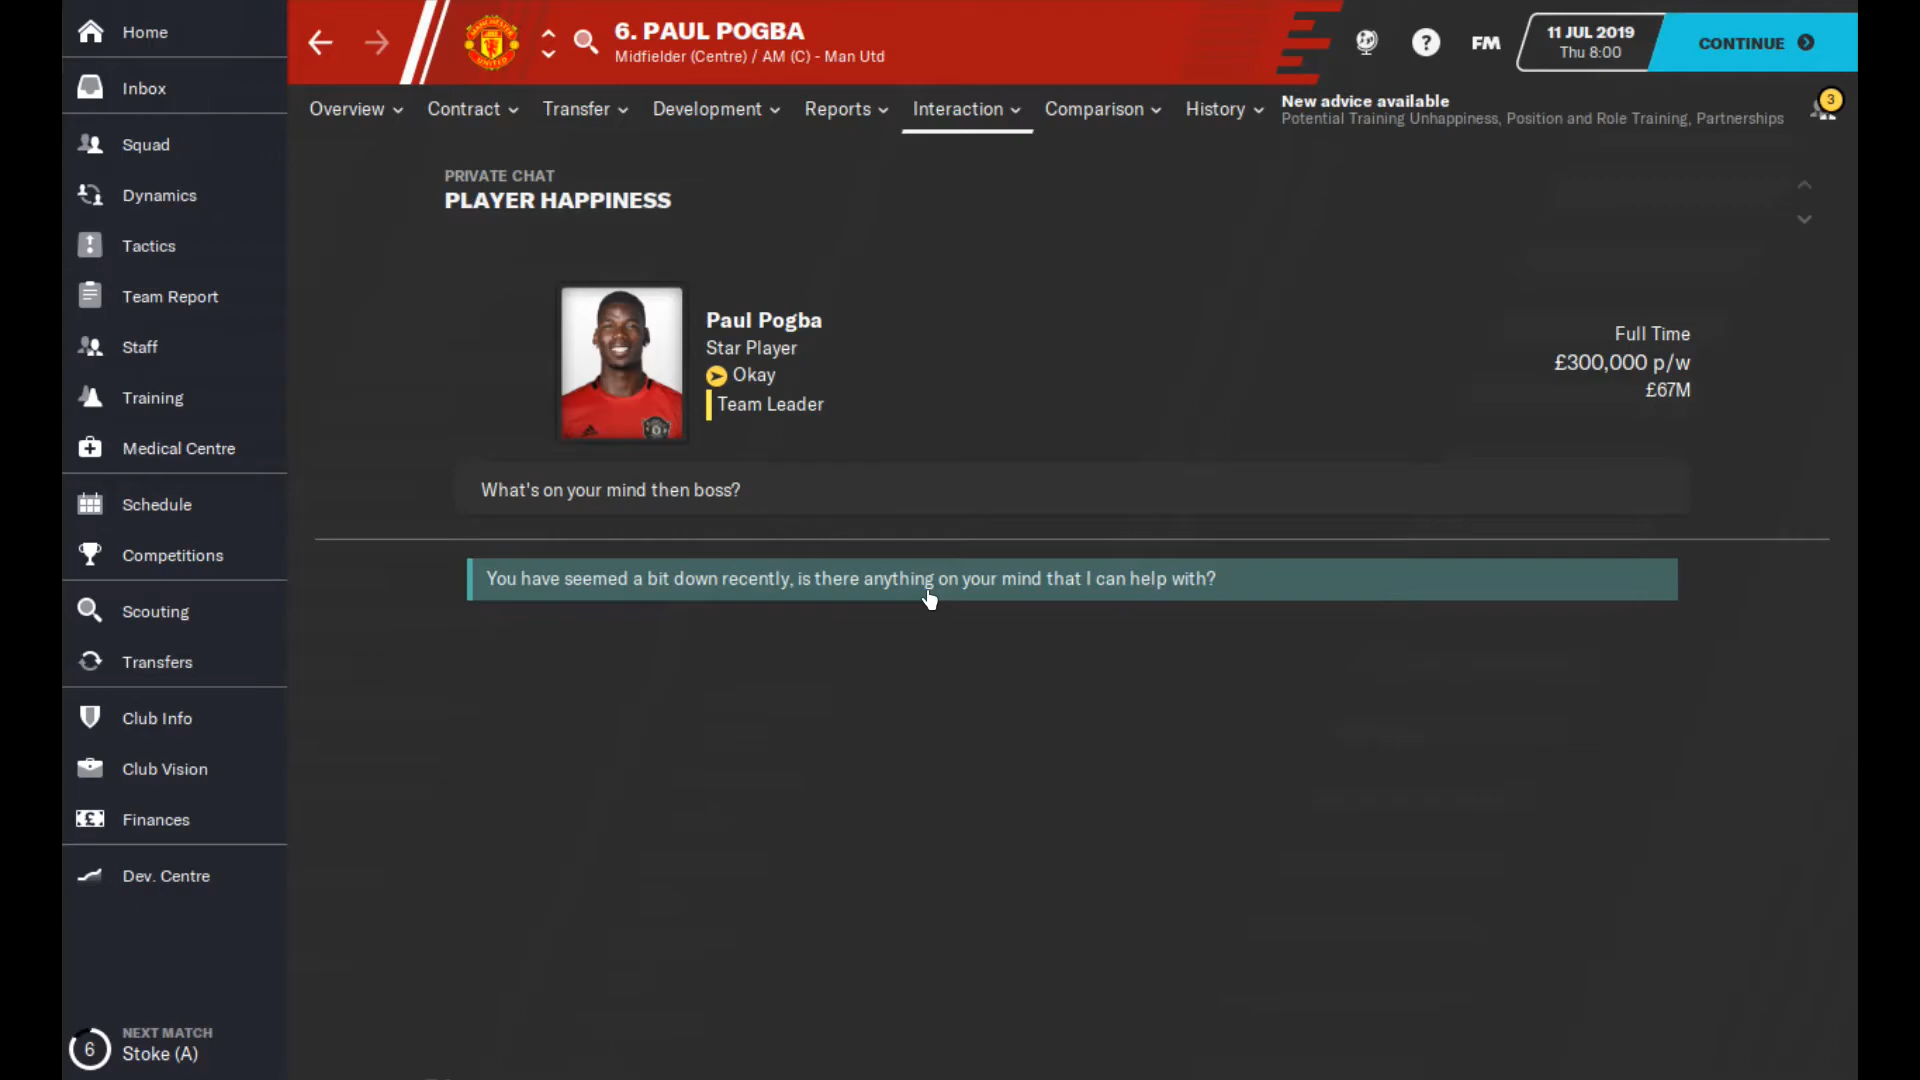 Home
Inbox
Squad
Dynamics
Tactics
Team Report
Staff
Training
Medical Centre
Schedule
Competitions
Scouting
Transfers
Club Info
Club Vision
Finances
Dev. Centre
6
NEXT MATCH
Stoke (A)
6. PAUL POGBA
Midfielder (Centre) / AM (C) - Man Utd
?
FM
11 JUL 2019
Thu 8:00
CONTINUE
Overview
Contract
Transfer
Development
Reports
Interaction
Comparison
History
New advice available
Potential Training Unhappiness, Position and Role Training, Partnerships
3
PRIVATE CHAT
PLAYER HAPPINESS
Paul Pogba
Star Player
Okay
Team Leader
Full Time
£300,000 p/w
£67M
What's on your mind then boss?
You have seemed a bit down recently, is there anything on your mind that I can help with?